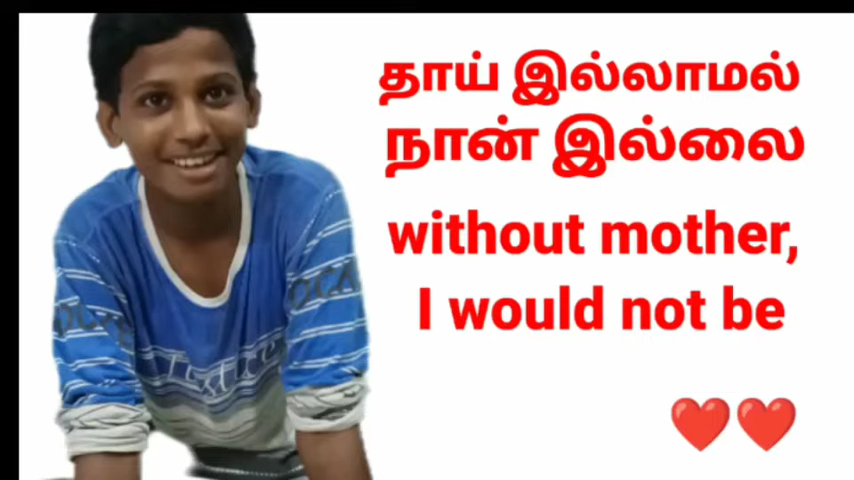 தாய் இல்லாமல்
நான் இல்லை
without mother,
I would not be